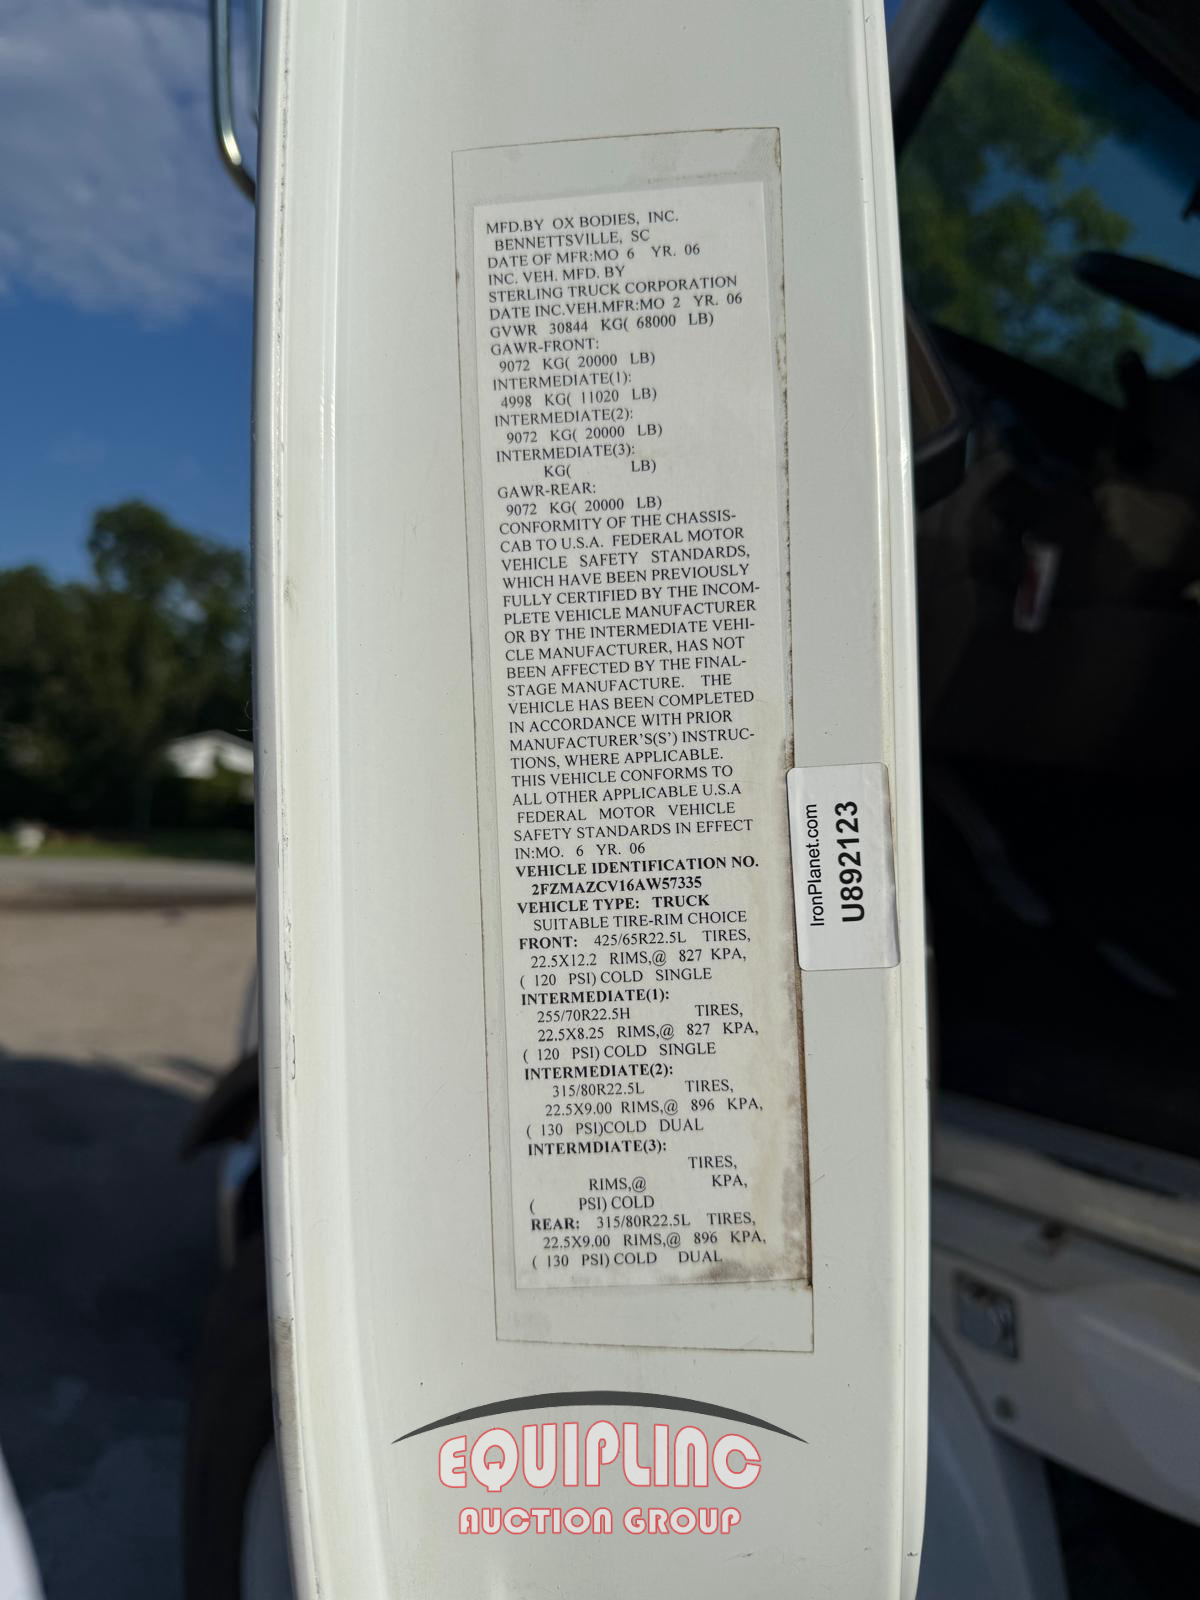 MFD.BY OX BODIES, INC.
BENNETTSVILLE, SC
DATE OF MFR:MO 6 YR. 06
INC. VEH. MFD. BY
STERLING TRUCK CORPORATION
DATE INC.VEH.MFR:MO 2 YR. 06
GVWR 30844 KG( 68000 LB)
GAWR-FRONT:
9072 KG( 20000 LB)
INTERMEDIATE(1):
4998 KG( 11020 LB)
INTERMEDIATE(2):
9072 KG( 20000 LB)
INTERMEDIATE(3):
KG( LB)
GAWR-REAR:
9072 KG( 20000 LB)
CONFORMITY OF THE CHASSIS-
CAB TO U.S.A. FEDERAL MOTOR
VEHICLE SAFETY STANDARDS,
WHICH HAVE BEEN PREVIOUSLY
FULLY CERTIFIED BY THE INCOM-
PLETE VEHICLE MANUFACTURER
OR BY THE INTERMEDIATE VEHI-
CLE MANUFACTURER, HAS NOT
BEEN AFFECTED BY THE FINAL-
STAGE MANUFACTURE. THE
VEHICLE HAS BEEN COMPLETED
IN ACCORDANCE WITH PRIOR
MANUFACTURER'S(S') INSTRUC-
TIONS, WHERE APPLICABLE.
THIS VEHICLE CONFORMS TO
ALL OTHER APPLICABLE U.S.A
FEDERAL MOTOR VEHICLE
SAFETY STANDARDS IN EFFECT
IN:MO. 6 YR. 06
VEHICLE IDENTIFICATION NO.
2FZMAZCV16AW57335
VEHICLE TYPE: TRUCK
SUITABLE TIRE-RIM CHOICE
FRONT: 425/65R22.5L TIRES,
22.5X12.2 RIMS,@ 827 KPA,
( 120 PSI) COLD SINGLE
INTERMEDIATE(1):
255/70R22.5H TIRES,
22.5X8.25 RIMS,@ 827 KPA,
( 120 PSI) COLD SINGLE
INTERMEDIATE(2):
315/80R22.5L TIRES,
22.5X9.00 RIMS,@ 896 KPA,
( 130 PSI)COLD DUAL
INTERMDIATE(3):
TIRES,
RIMS,@ KPA,
( PSI) COLD
REAR: 315/80R22.5L TIRES,
22.5X9.00 RIMS,@ 896 KPA,
( 130 PSI) COLD DUAL
IronPlanet.com
U892123
EQUIPLINC
AUCTION GROUP